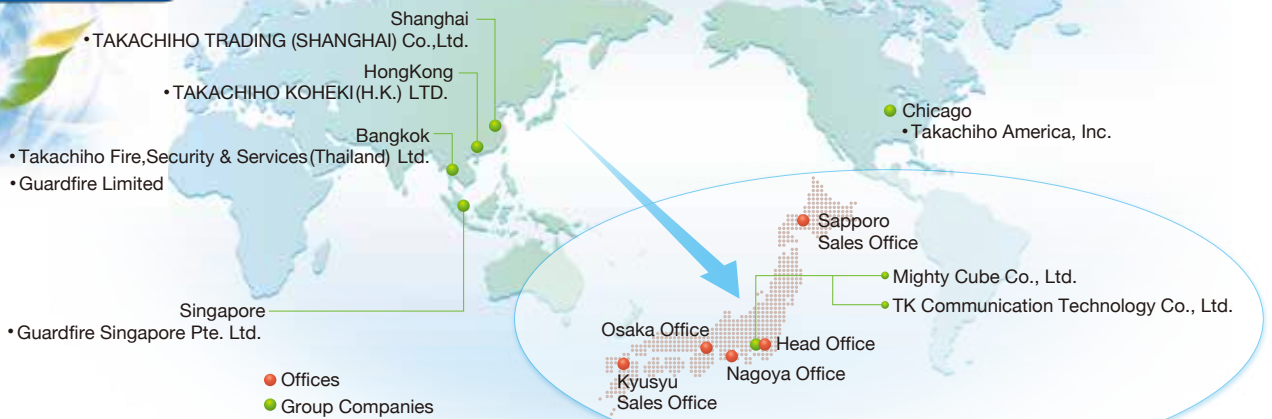 Shanghai
•TAKACHIHO TRADING (SHANGHAI) Co.,Ltd.
HongKong
•TAKACHIHO KOHEKI(H.K.) LTD.
Bangkok
•Takachiho Fire,Security & Services(Thailand) Ltd.
•Guardfire Limited
Singapore
•Guardfire Singapore Pte. Ltd.
Chicago
•Takachiho America, Inc.
Sapporo
Sales Office
Mighty Cube Co., Ltd.
TK Communication Technology Co., Ltd.
Osaka Office
Head Office
Nagoya Office
Kyusyu
Sales Office
Offices
Group Companies